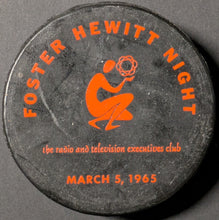 FOSTER HEWITT NIGHT
the radio and television executives club
MARCH 5, 1965